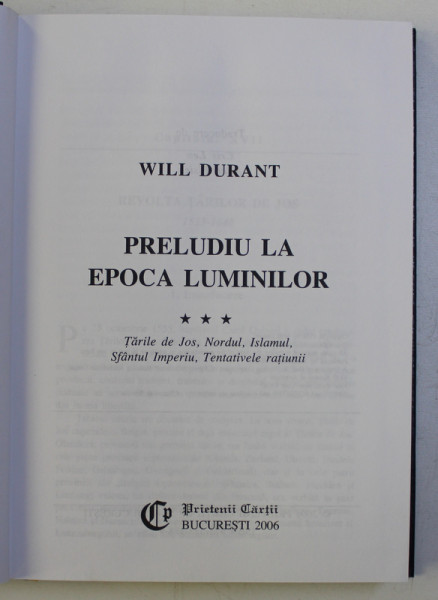 WILL DURANT
PRELUDIU LA
EPOCA LUMINILOR
★ ★ ★
Țările de Jos, Nordul, Islamul,
Sfântul Imperiu, Tentativele rațiunii
Cp Prietenii Cărții
BUCUREȘTI 2006